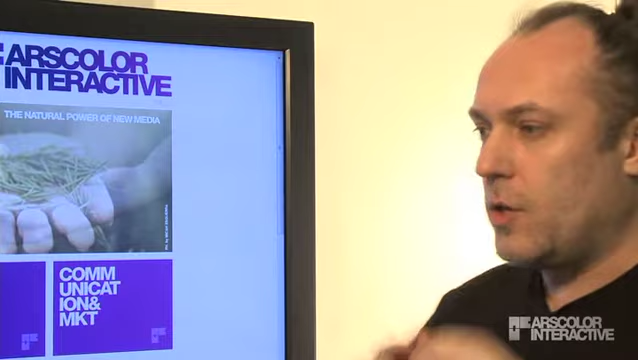 ARSCOLOR
INTERACTIVE
THE NATURAL POWER OF NEW MEDIA
COMM
UNICAT
ION&
MKT
ARSCOLOR
INTERACTIVE